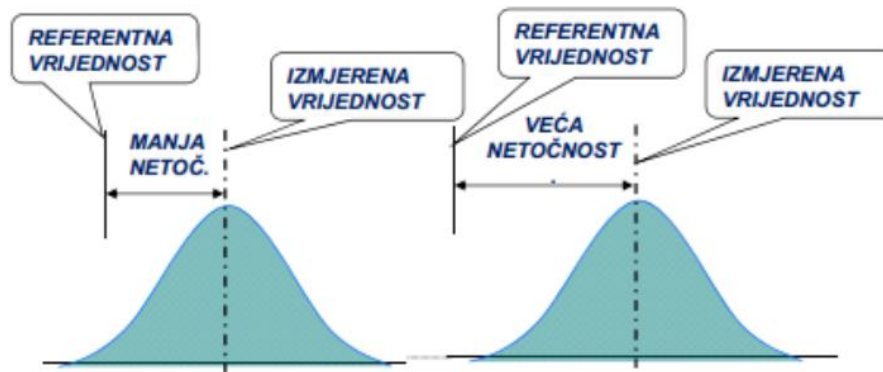 REFERENTNA
VRIJEDNOST
IZMJERENA
VRIJEDNOST
MANJA
NETOČ.
REFERENTNA
VRIJEDNOST
IZMJERENA
VRIJEDNOST
VEĆA
NETOČNOST